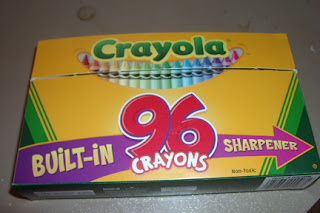 Crayola
96
CRAYONS
BUILT-IN SHARPENER
Non-Toxic